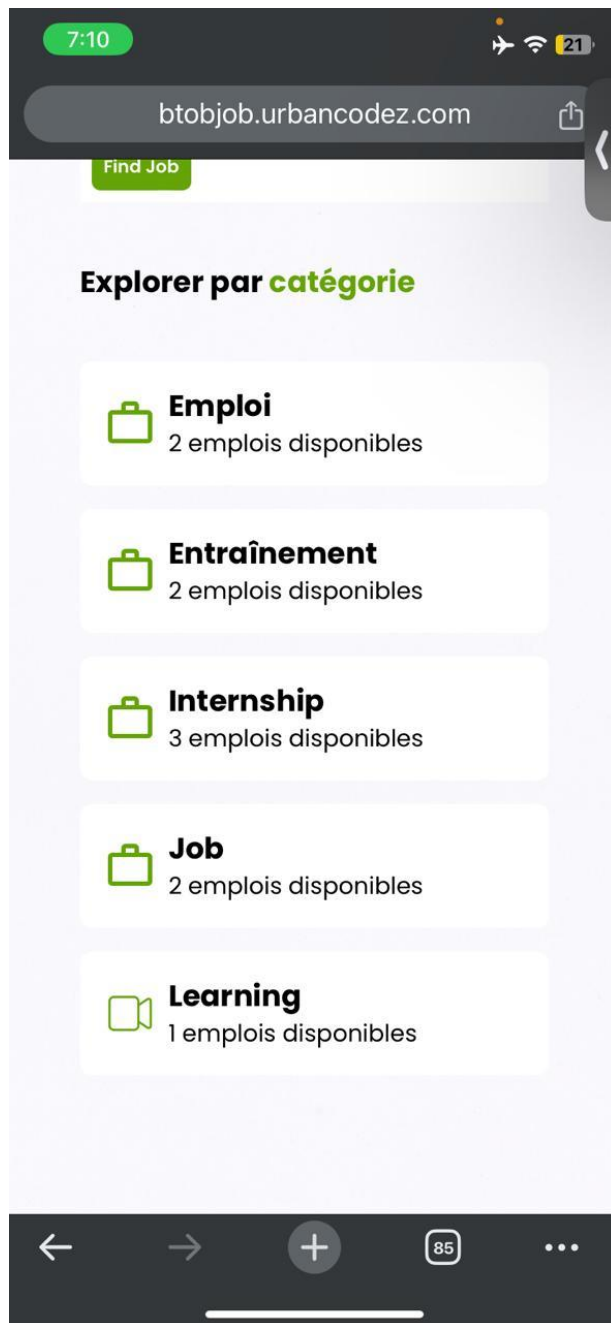 7:10
21
btobjob.urbancodez.com
Find Job
Explorer par catégorie
Emploi
2 emplois disponibles
Entraînement
2 emplois disponibles
Internship
3 emplois disponibles
Job
2 emplois disponibles
Learning
1 emplois disponibles
85